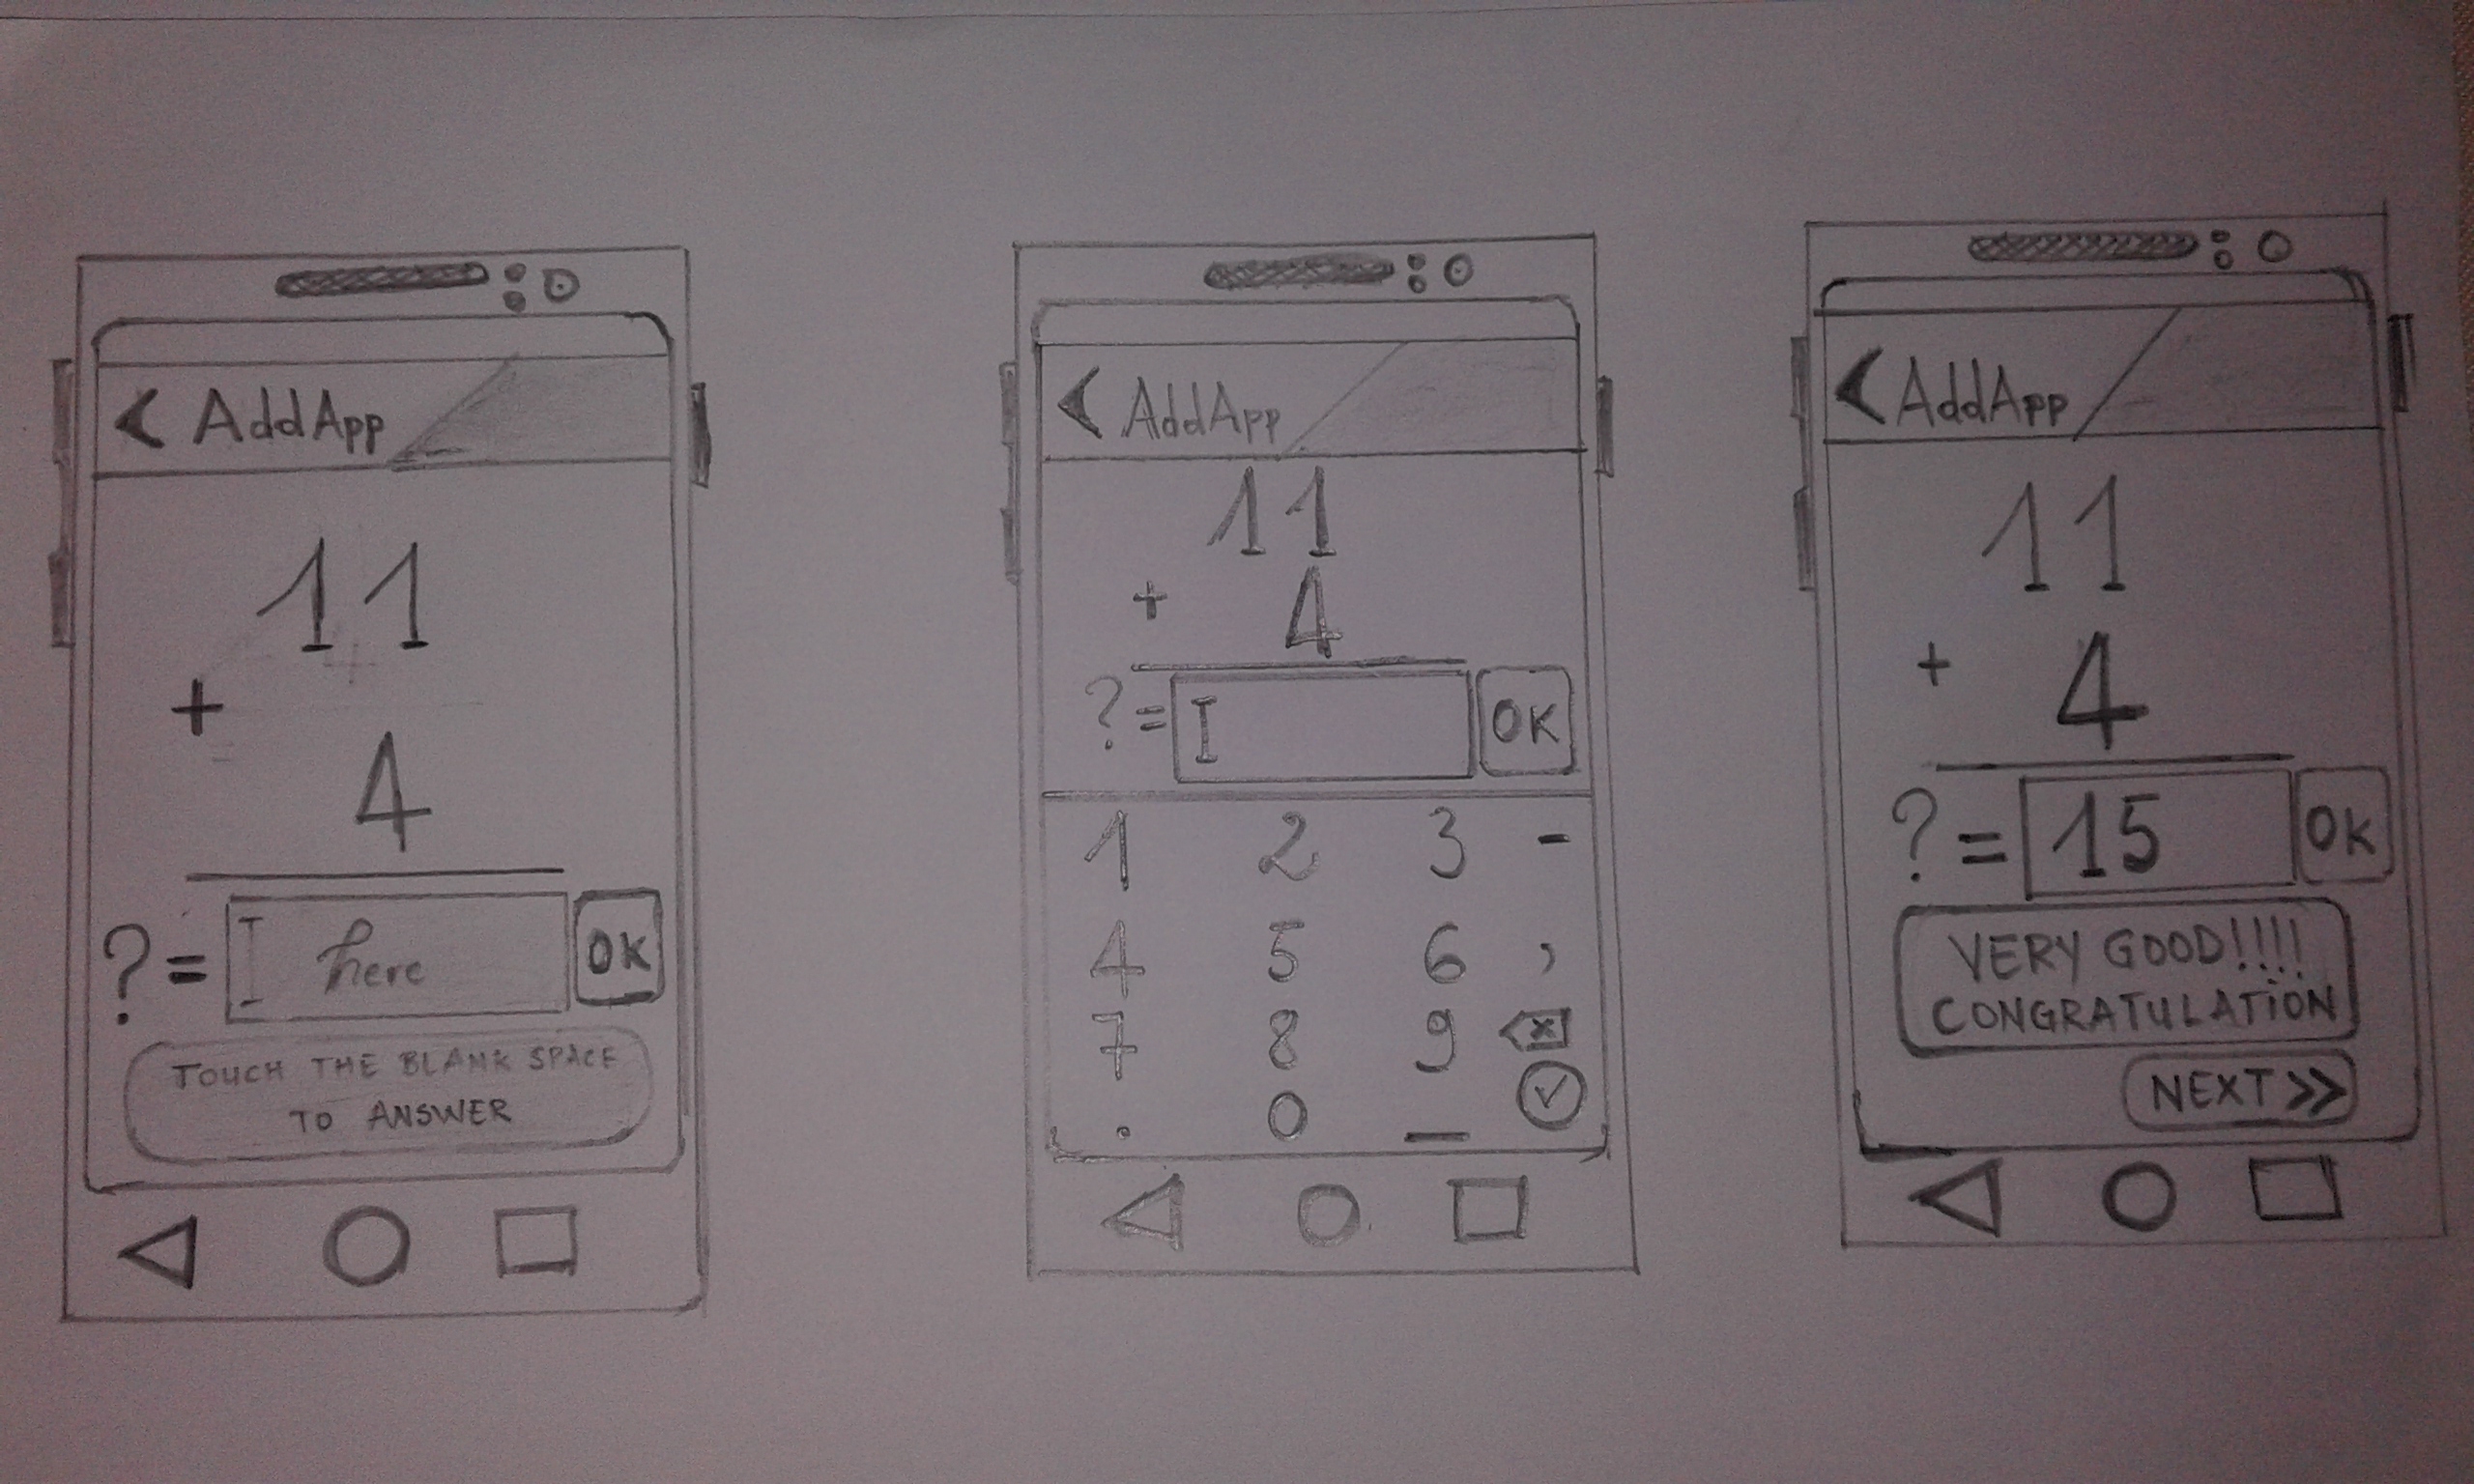 AddApp
11
+
4
?= here OK
TOUCH THE BLANK SPACE
TO ANSWER
AddApp
11
+ 4
?= OK
1 2 3 -
4 5 6 ,
7 8 9
. 0 _
AddApp
11
+ 4
?= 15 OK
VERY GOOD!!!!
CONGRATULATION
NEXT >>